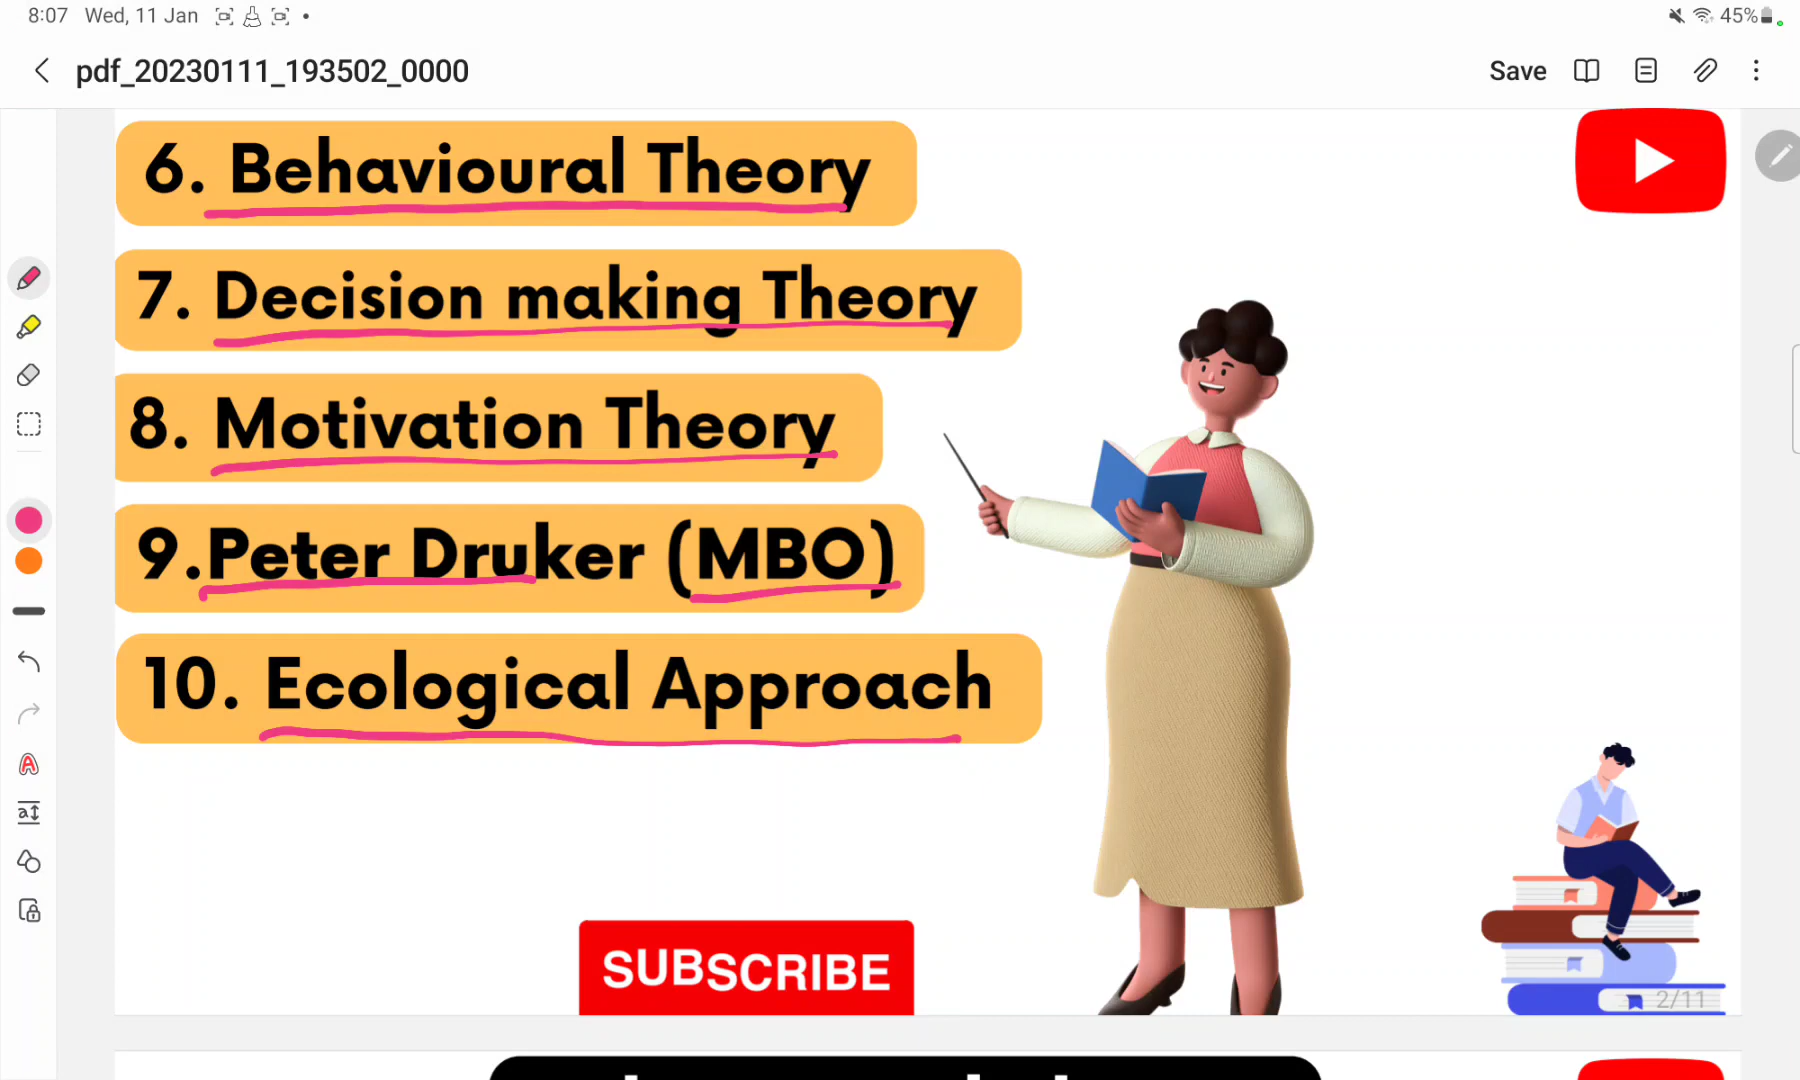 8:07 Wed, 11 Jan
45%
pdf_20230111_193502_0000
Save
6. Behavioural Theory
7. Decision making Theory
8. Motivation Theory
9.Peter Druker (MBO)
10. Ecological Approach
SUBSCRIBE
2/11